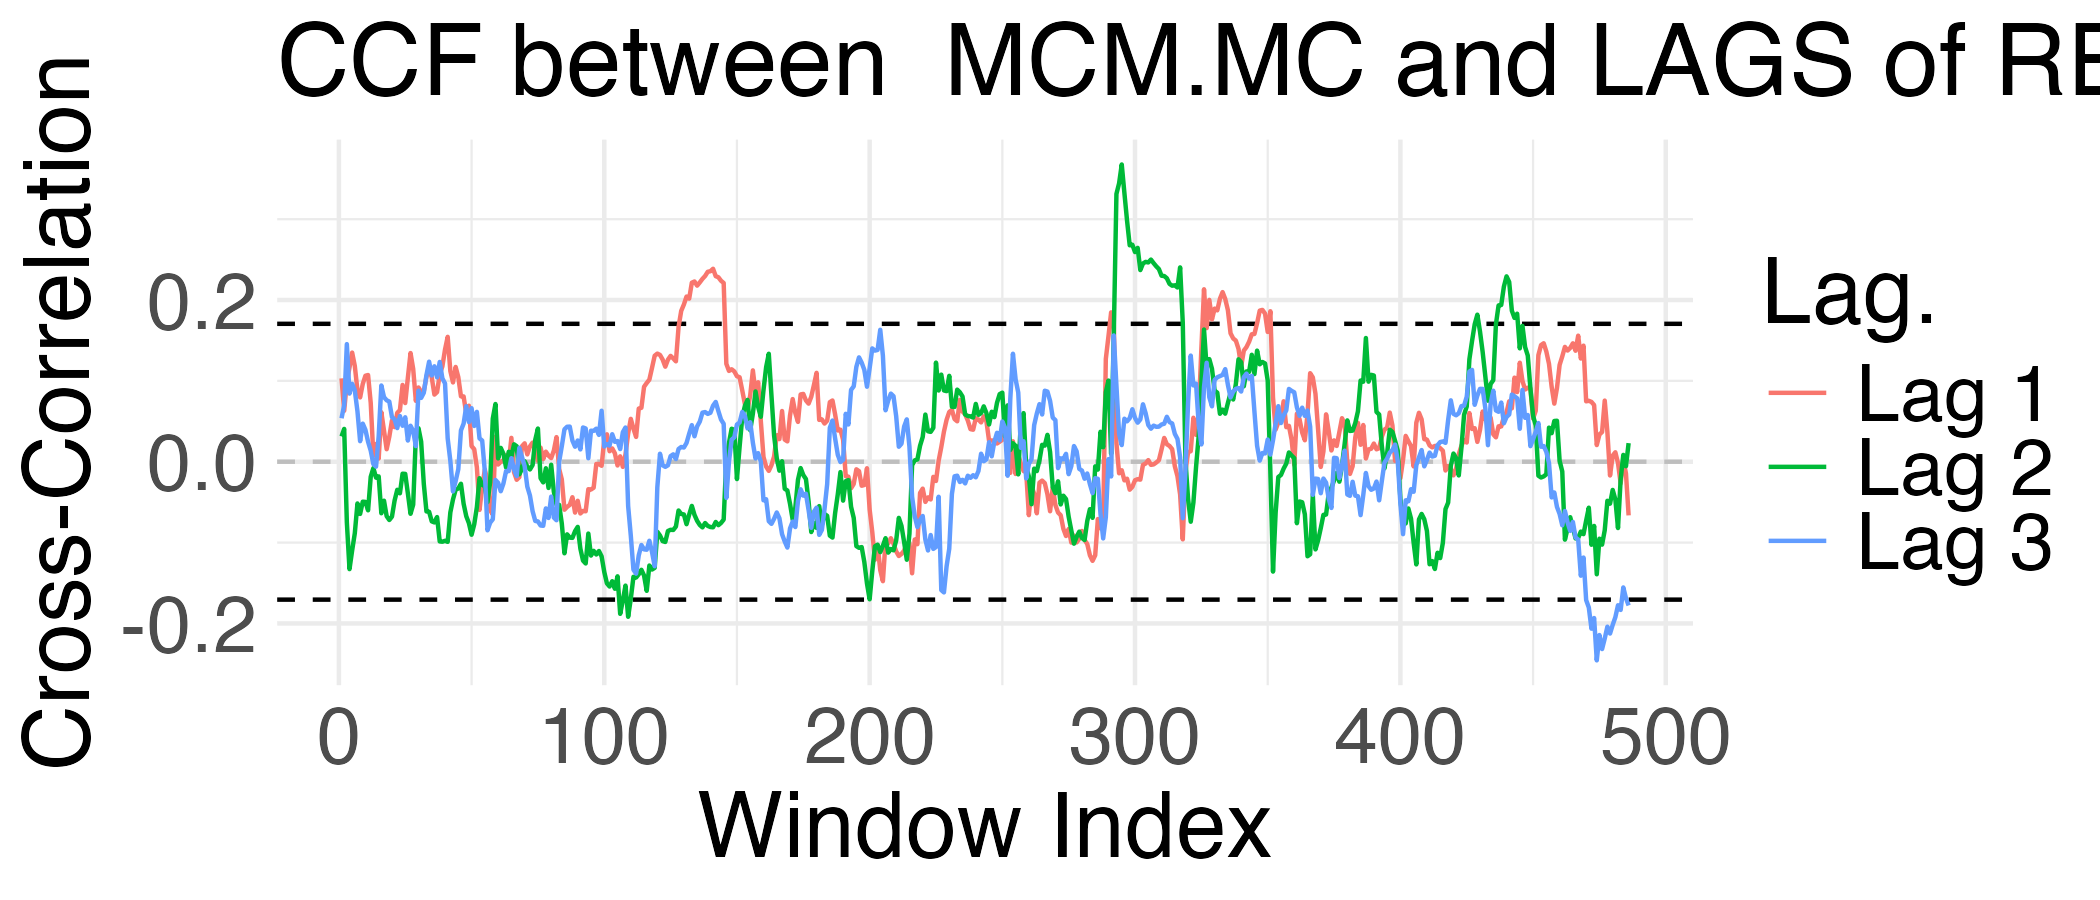 CCF between  MCM.MC and LAGS of RE
Cross-Correlation
0.2
0.0
-0.2
0 100 200 300 400 500
Window Index
Lag.
Lag 1
Lag 2
Lag 3